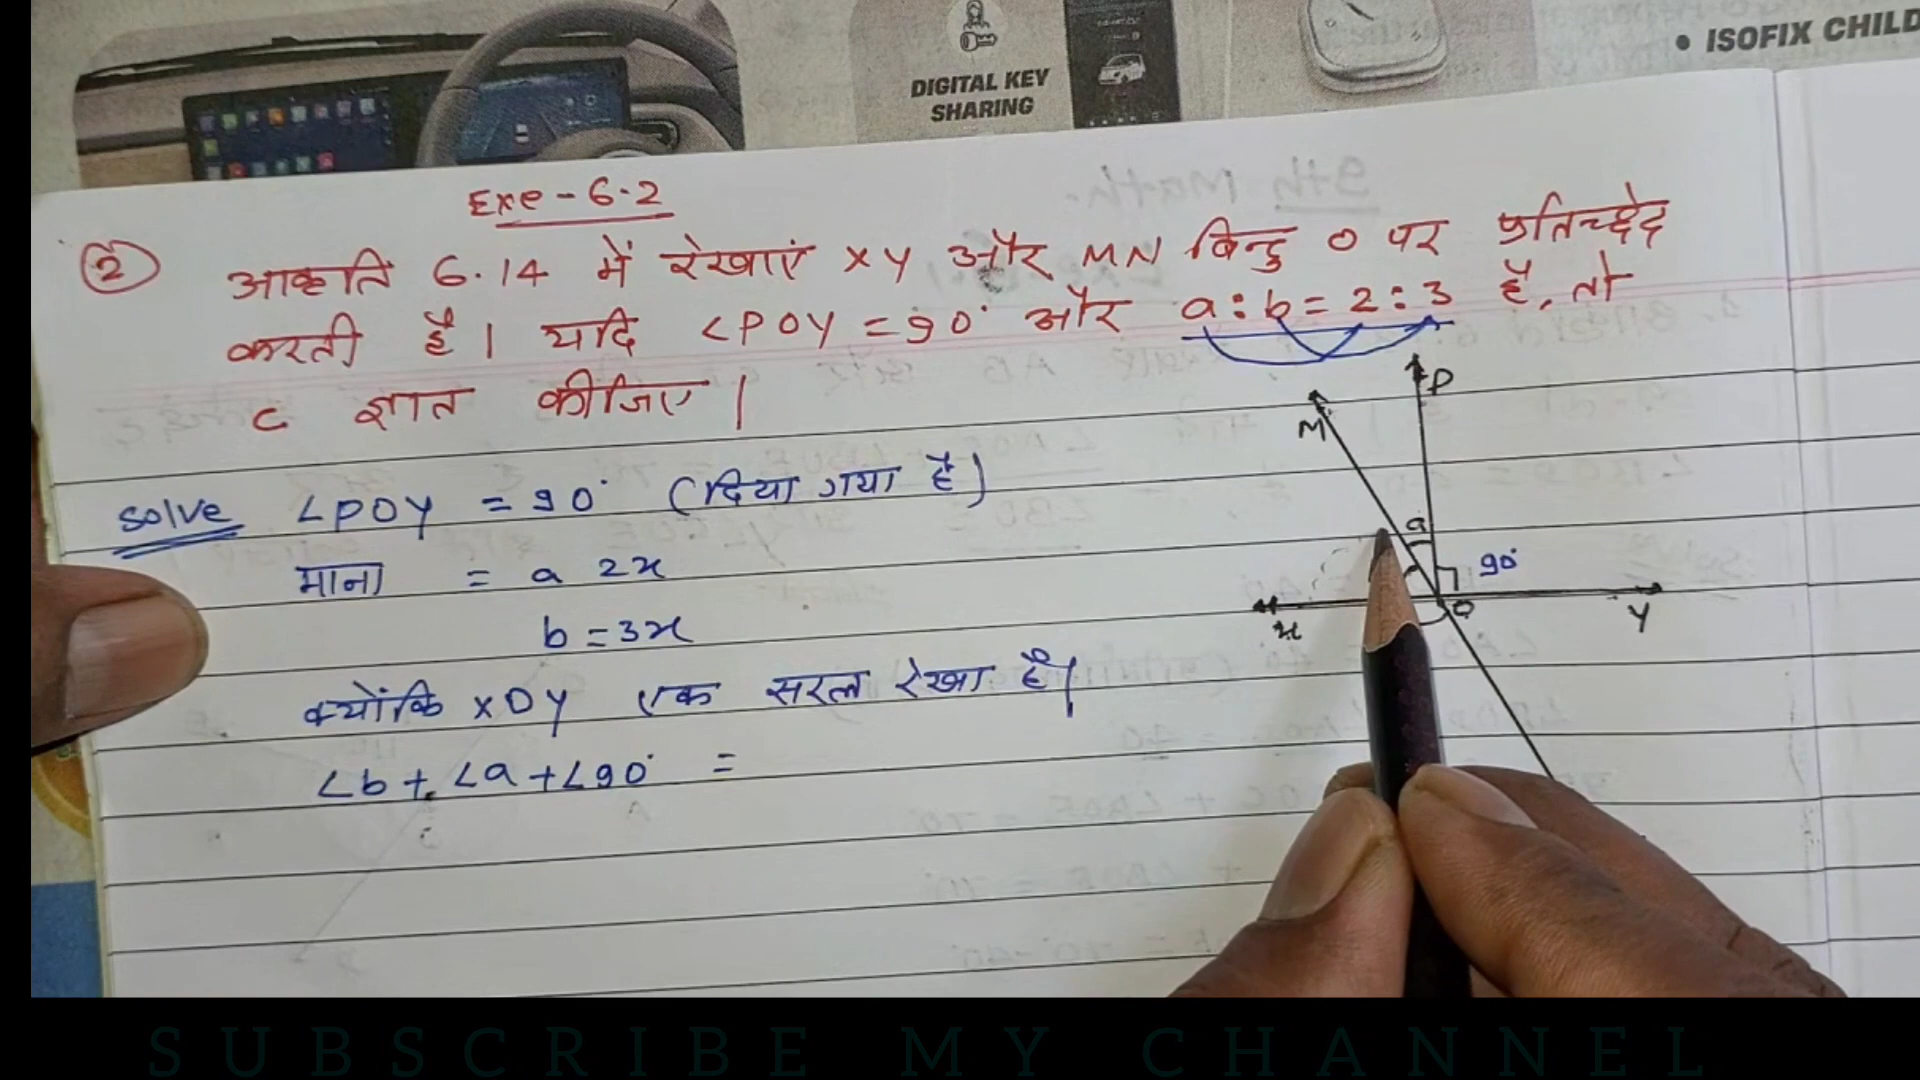 DIGITAL KEY
SHARING
• ISOFIX CHILD
Exe - 6.2
2 आकृति 6.14 में रेखाएं XY और MN बिन्दु O पर प्रतिच्छेद
करती है। यदि ∠POY = 90° और a : b = 2 : 3 है, तो
c ज्ञात कीजिए।
Solve ∠POY = 90° (दिया गया है)
माना = a 2x
b = 3x
क्योंकि XOY एक सरल रेखा है।
∠b + ∠a + ∠90° =
P
M
a
90°
O
x
Y
SUBSCRIBE MY CHANNEL